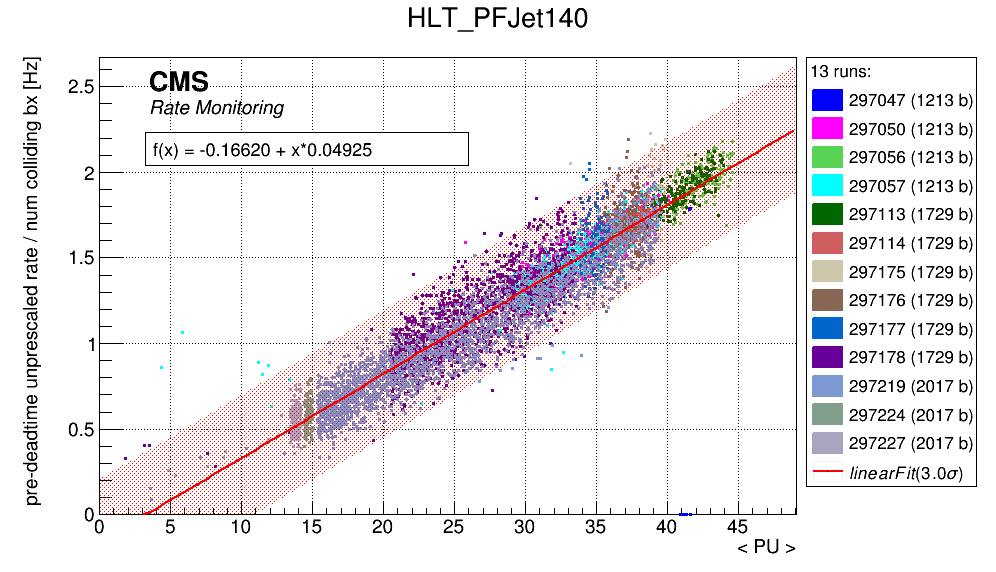 HLT_PFJet140
pre-deadtime unprescaled rate / num colliding bx [Hz]
CMS
Rate Monitoring
f(x) = -0.16620 + x*0.04925
2.5
2
1.5
1
0.5
0
0 5 10 15 20 25 30 35 40 45
< PU >
13 runs:
297047 (1213 b)
297050 (1213 b)
297056 (1213 b)
297057 (1213 b)
297113 (1729 b)
297114 (1729 b)
297175 (1729 b)
297176 (1729 b)
297177 (1729 b)
297178 (1729 b)
297219 (2017 b)
297224 (2017 b)
297227 (2017 b)
linearFit(3.0σ)